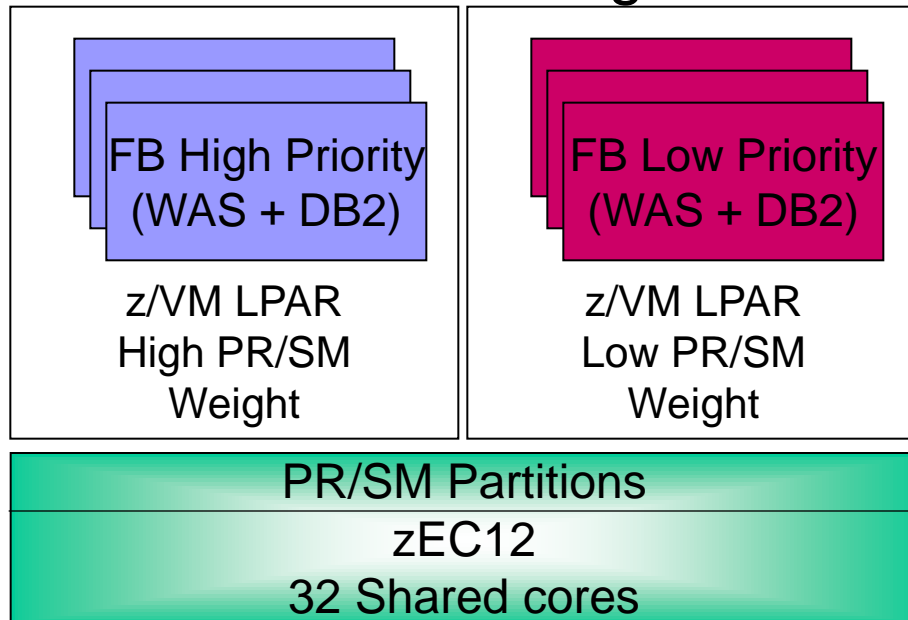 FB High Priority
(WAS + DB2)
z/VM LPAR
High PR/SM
Weight
FB Low Priority
(WAS + DB2)
z/VM LPAR
Low PR/SM
Weight
PR/SM Partitions
zEC12
32 Shared cores